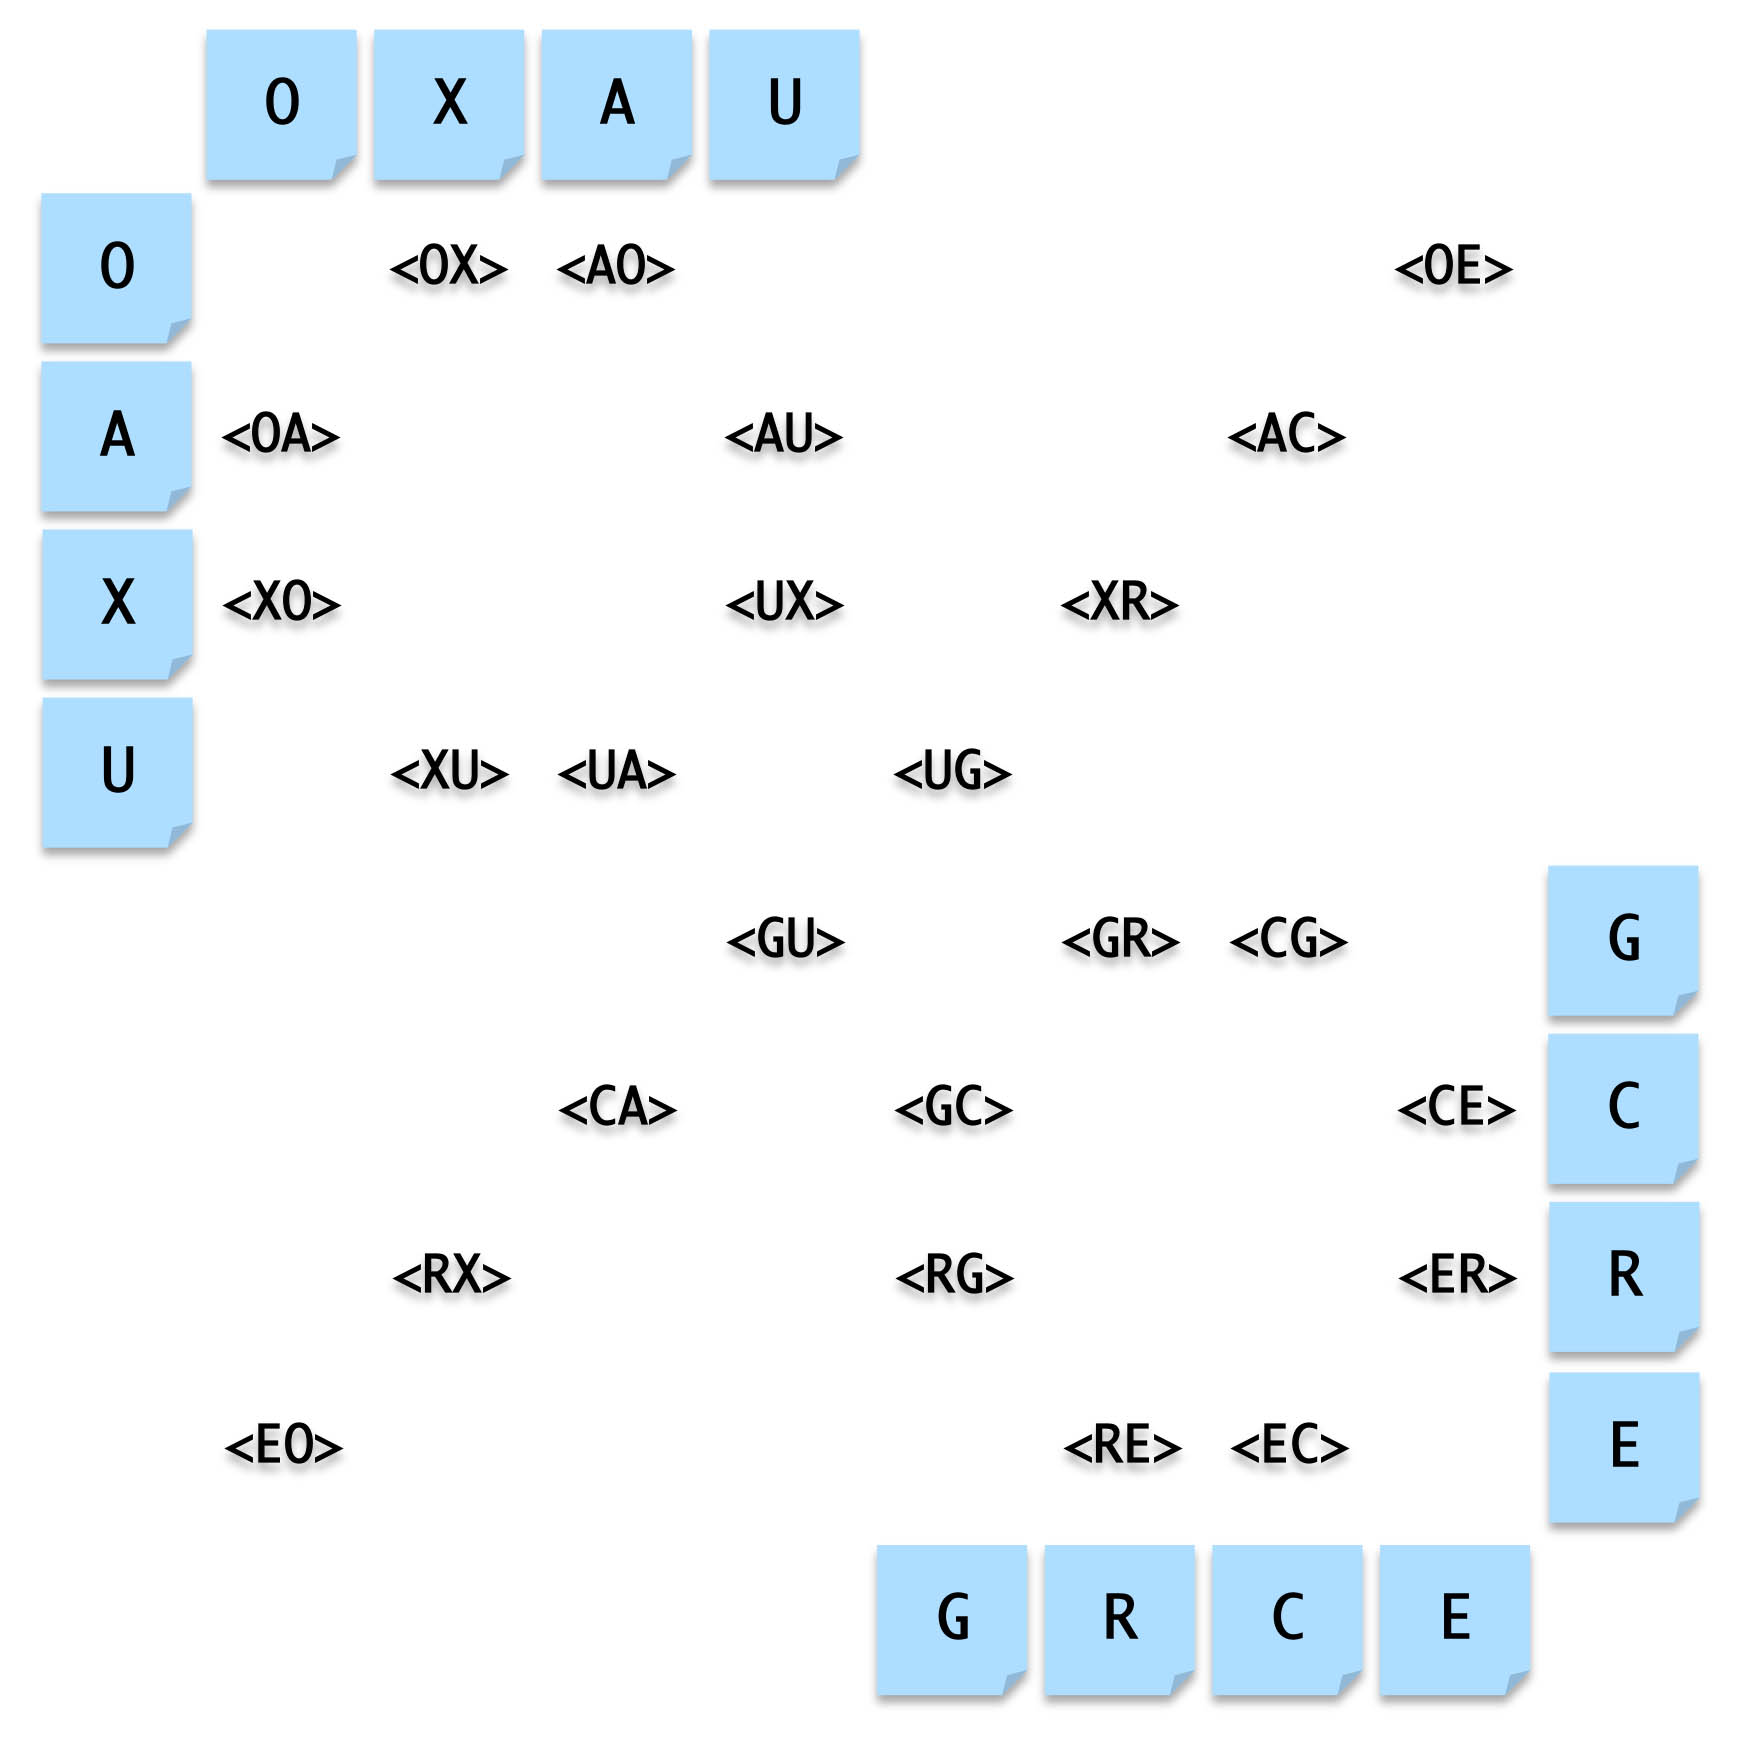 O X A U
O <OX> <AO> <OE>
A <OA> <AU> <AC>
X <XO> <UX> <XR>
U <XU> <UA> <UG>
<GU> <GR> <CG> G
<CA> <GC> <CE> C
<RX> <RG> <ER> R
<EO> <RE> <EC> E
G R C E